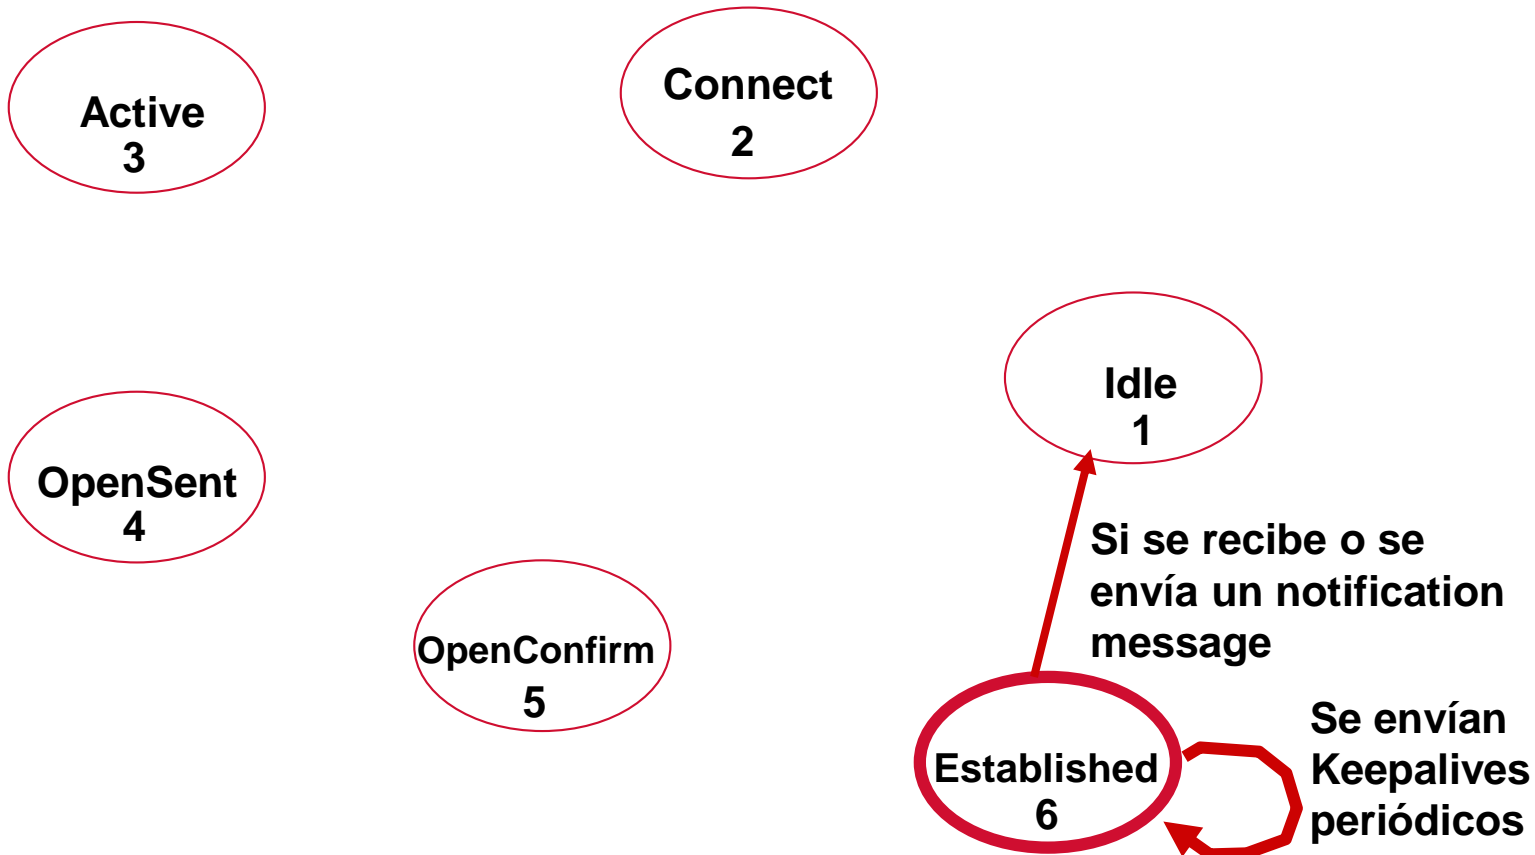 Active
3
Connect
2
Idle
1
OpenSent
4
Si se recibe o se
envía un notification
message
OpenConfirm
5
Established
6
Se envían
Keepalives
periódicos